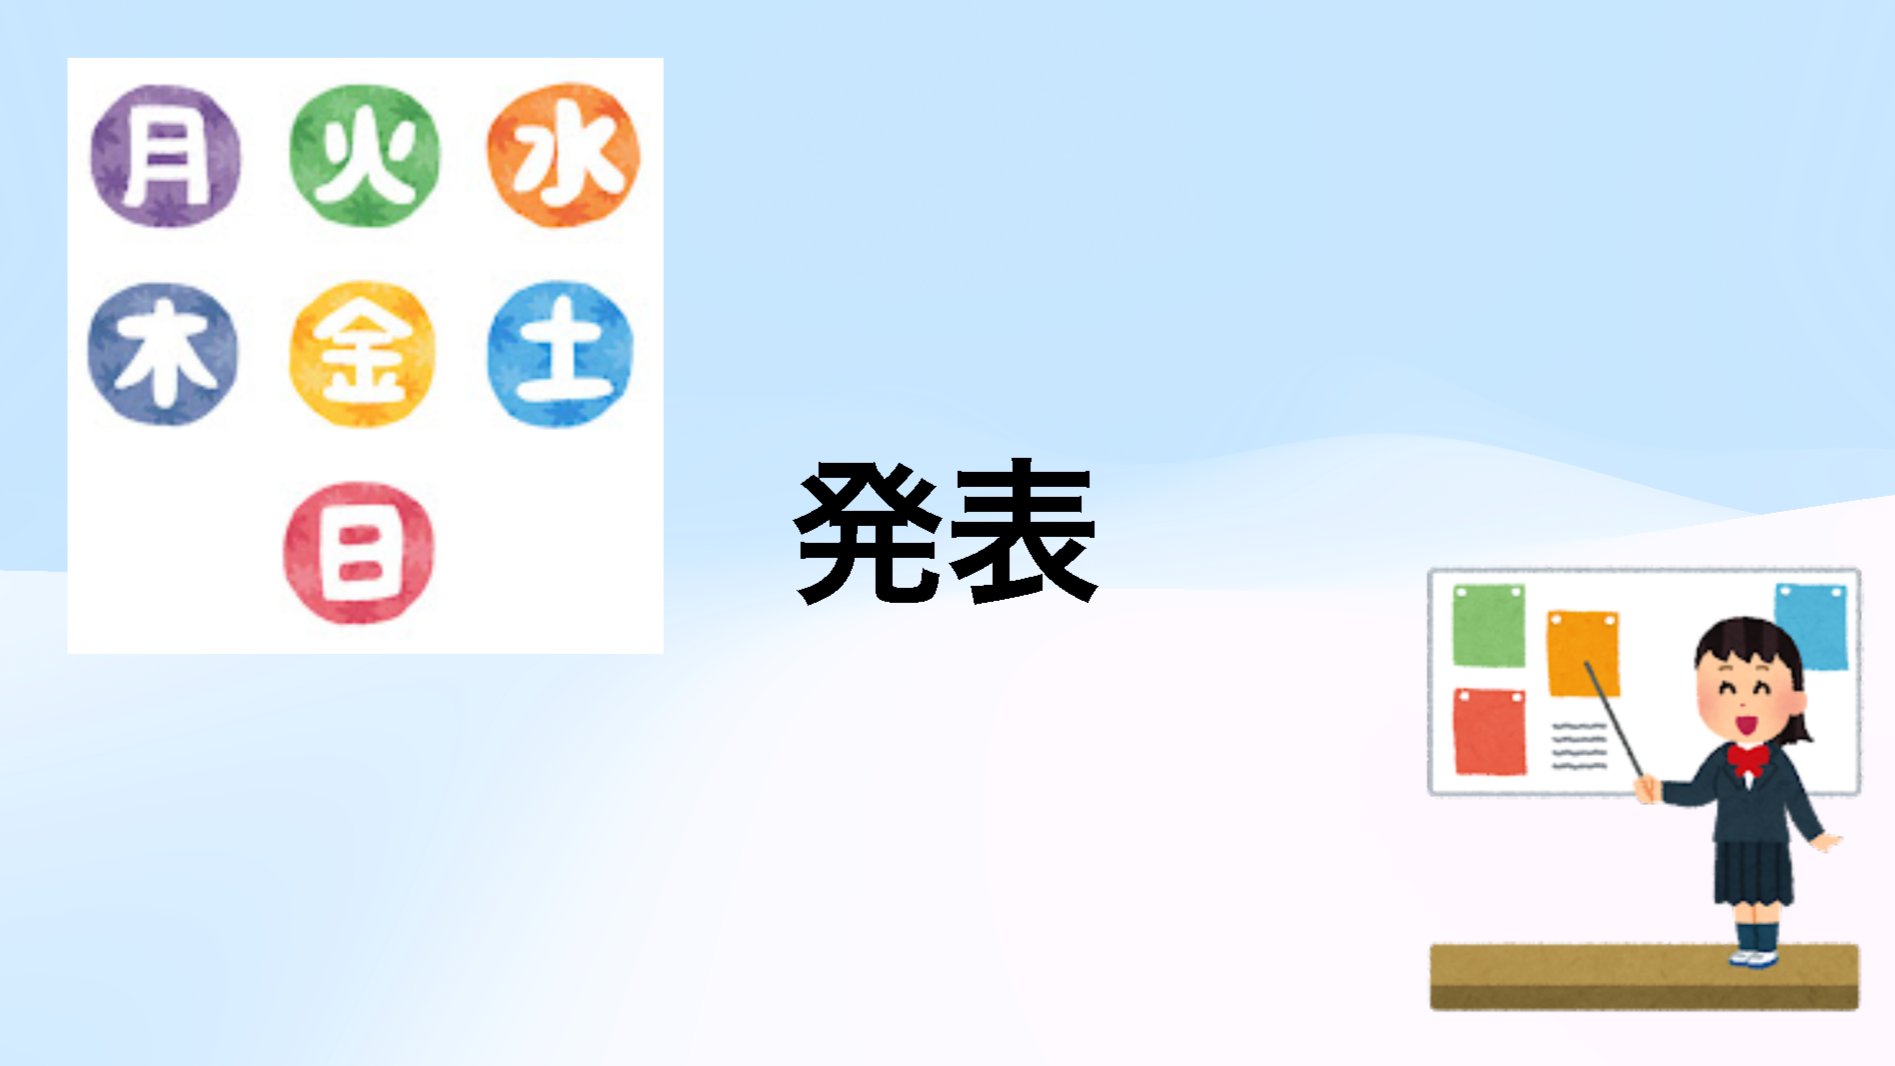 月 火 水
木 金 土
日
発表